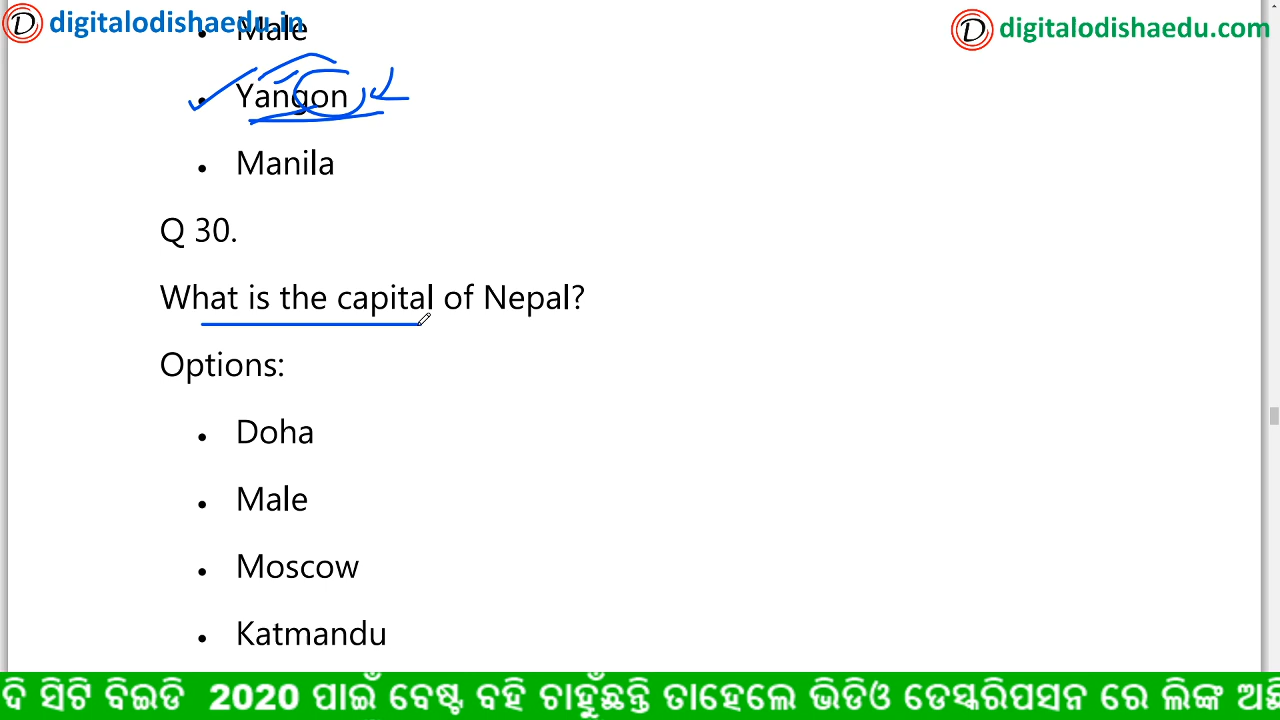 digitalodishaedu.in
digitalodishaedu.com
Male
Yangon
Manila
Q 30.
What is the capital of Nepal?
Options:
Doha
Male
Moscow
Katmandu
ଦି ସିଟି ବିଇଡି 2020 ପାଇଁ ବେଷ୍ଟ ବହି ଚାହୁଁଛନ୍ତି ତାହେଲେ ଭିଡିଓ ଡେସ୍କରିପସନ ରେ ଲିଙ୍କ